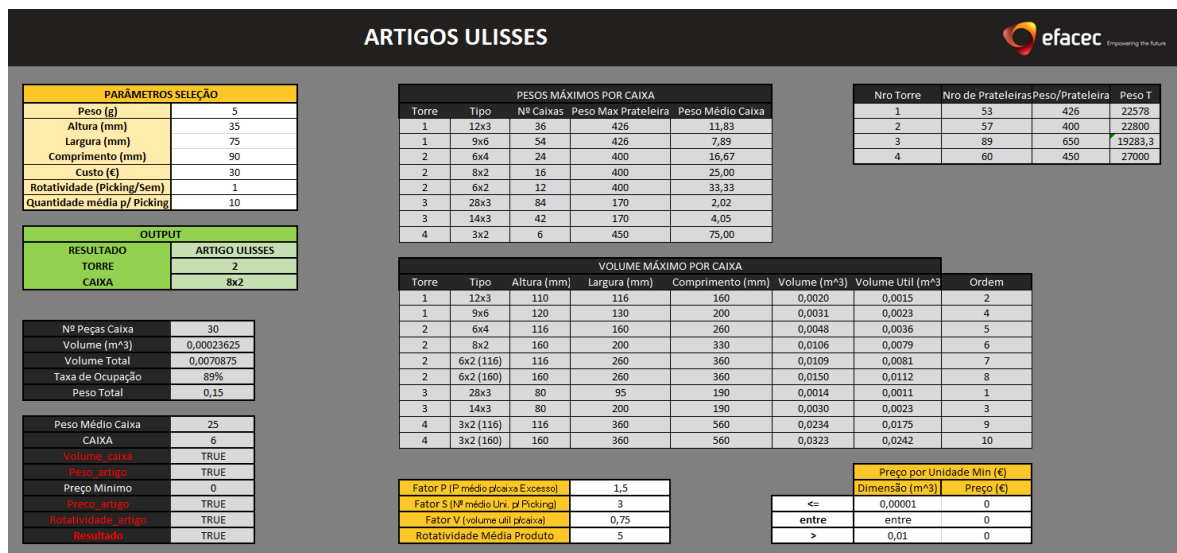 ARTIGOS ULISSES
efacec Empowering the future
PARÂMETROS SELEÇÃO
Peso (g) 5
Altura (mm) 35
Largura (mm) 75
Comprimento (mm) 90
Custo (€) 30
Rotatividade (Picking/Sem) 1
Quantidade média p/ Picking 10
OUTPUT
RESULTADO ARTIGO ULISSES
TORRE 2
CAIXA 8x2
Nº Peças Caixa 30
Volume (m^3) 0,00023625
Volume Total 0,0070875
Taxa de Ocupação 89%
Peso Total 0,15
Peso Médio Caixa 25
CAIXA 6
Volume_caixa TRUE
Peso_artigo TRUE
Preço Minimo 0
Preco_artigo TRUE
Rotatividade_artigo TRUE
Resultado TRUE
PESOS MÁXIMOS POR CAIXA
Torre Tipo Nº Caixas Peso Max Prateleira Peso Médio Caixa
1 12x3 36 426 11,83
1 9x6 54 426 7,89
2 6x4 24 400 16,67
2 8x2 16 400 25,00
2 6x2 12 400 33,33
3 28x3 84 170 2,02
3 14x3 42 170 4,05
4 3x2 6 450 75,00
Nro Torre Nro de Prateleiras Peso/Prateleira Peso T
1 53 426 22578
2 57 400 22800
3 89 650 19283,3
4 60 450 27000
VOLUME MÁXIMO POR CAIXA
Torre Tipo Altura (mm) Largura (mm) Comprimento (mm) Volume (m^3) Volume Util (m^3 Ordem
1 12x3 110 116 160 0,0020 0,0015 2
1 9x6 120 130 200 0,0031 0,0023 4
2 6x4 116 160 260 0,0048 0,0036 5
2 8x2 160 200 330 0,0106 0,0079 6
2 6x2 (116) 116 260 360 0,0109 0,0081 7
2 6x2 (160) 160 260 360 0,0150 0,0112 8
3 28x3 80 95 190 0,0014 0,0011 1
3 14x3 80 200 190 0,0030 0,0023 3
4 3x2 (116) 116 360 560 0,0234 0,0175 9
4 3x2 (160) 160 360 560 0,0323 0,0242 10
Fator P (P médio p/caixa Excesso) 1,5
Fator S (Nº médio Uni. p/ Picking) 3
Fator V (volume util p/caixa) 0,75
Rotatividade Média Produto 5
Preço por Unidade Min (€)
Dimensão (m^3) Preço (€)
<= 0,00001 0
entre entre 0
> 0,01 0